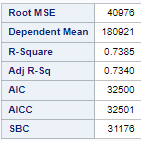 Root MSE 40976
Dependent Mean 180921
R-Square 0.7385
Adj R-Sq 0.7340
AIC 32500
AICC 32501
SBC 31176